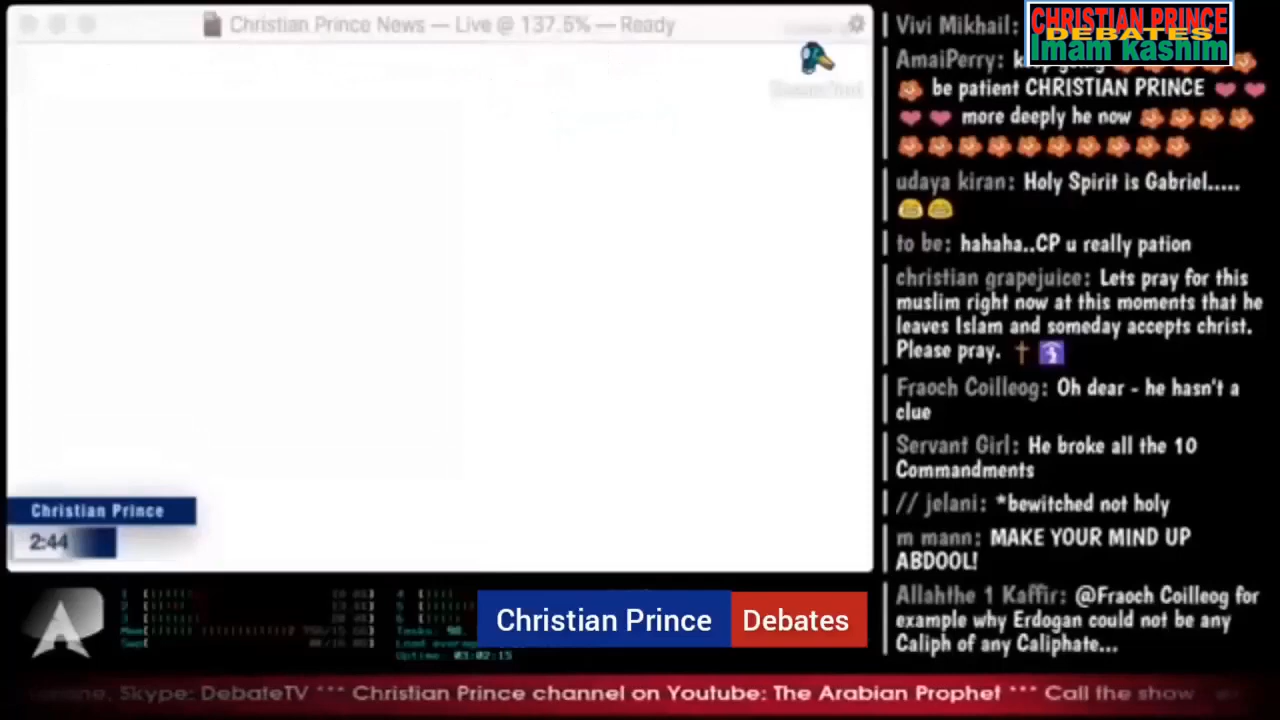 Christian Prince News — Live @ 137.5% — Ready
CHRISTIAN PRINCE
DEBATES
Imam kashim
Vivi Mikhail:
AmaiPerry: keep going
be patient CHRISTIAN PRINCE
more deeply he now
udaya kiran: Holy Spirit is Gabriel.....
to be: hahaha..CP u really pation
christian grapejuice: Lets pray for this
muslim right now at this moments that he
leaves Islam and someday accepts christ.
Please pray.
Fraoch Coilleog: Oh dear - he hasn't a
clue
Servant Girl: He broke all the 10
Commandments
// jelani: *bewitched not holy
m mann: MAKE YOUR MIND UP
ABDOOL!
Allahthe 1 Kaffir: @Fraoch Coilleog for
example why Erdogan could not be any
Caliph of any Caliphate...
Christian Prince
2:44
Uptime: 03:02:15
Christian Prince Debates
Skype: DebateTV *** Christian Prince channel on Youtube: The Arabian Prophet *** Call the show